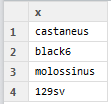 x
1 castaneus
2 black6
3 molossinus
4 129sv